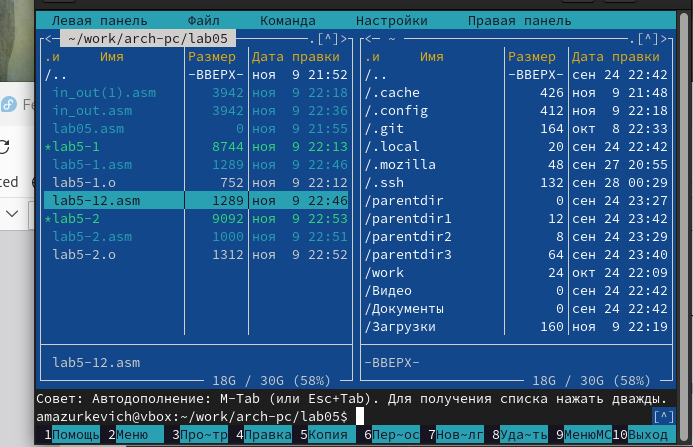 Левая панель Файл Команда Настройки Правая панель
<─ ~/work/arch-pc/lab05 .[^]>
.и Имя Размер Дата правки
/.. -ВВЕРХ- ноя 9 21:52
in_out(1).asm 3942 ноя 9 22:18
in_out.asm 3942 ноя 9 22:36
lab05.asm 0 ноя 9 21:55
*lab5-1 8744 ноя 9 22:13
lab5-1.asm 1289 ноя 9 22:46
lab5-1.o 752 ноя 9 22:12
lab5-12.asm 1289 ноя 9 22:46
*lab5-2 9092 ноя 9 22:53
lab5-2.asm 1000 ноя 9 22:51
lab5-2.o 1312 ноя 9 22:52
lab5-12.asm
18G / 30G (58%)
<─ ~ .[^]>
.и Имя Размер Дата правки
/.. -ВВЕРХ- сен 24 22:42
/.cache 426 ноя 9 21:48
/.config 412 ноя 9 22:18
/.git 164 окт 8 22:33
/.local 20 сен 24 22:42
/.mozilla 48 сен 27 20:55
/.ssh 132 сен 28 00:29
/parentdir 0 сен 24 23:27
/parentdir1 12 сен 24 23:42
/parentdir2 8 сен 24 23:29
/parentdir3 64 сен 24 23:40
/work 24 окт 24 22:09
/Видео 0 сен 24 22:42
/Документы 0 сен 24 22:42
/Загрузки 160 ноя 9 22:19
-ВВЕРХ-
18G / 30G (58%)
Совет: Автодополнение: M-Tab (или Esc+Tab). Для получения списка нажать дважды.
amazurkevich@vbox:~/work/arch-pc/lab05$ [^]
1Помощь 2Меню 3Про~тр 4Правка 5Копия 6Пер~ос 7Нов~лг 8Уда~ть 9МенюMC 10Выход